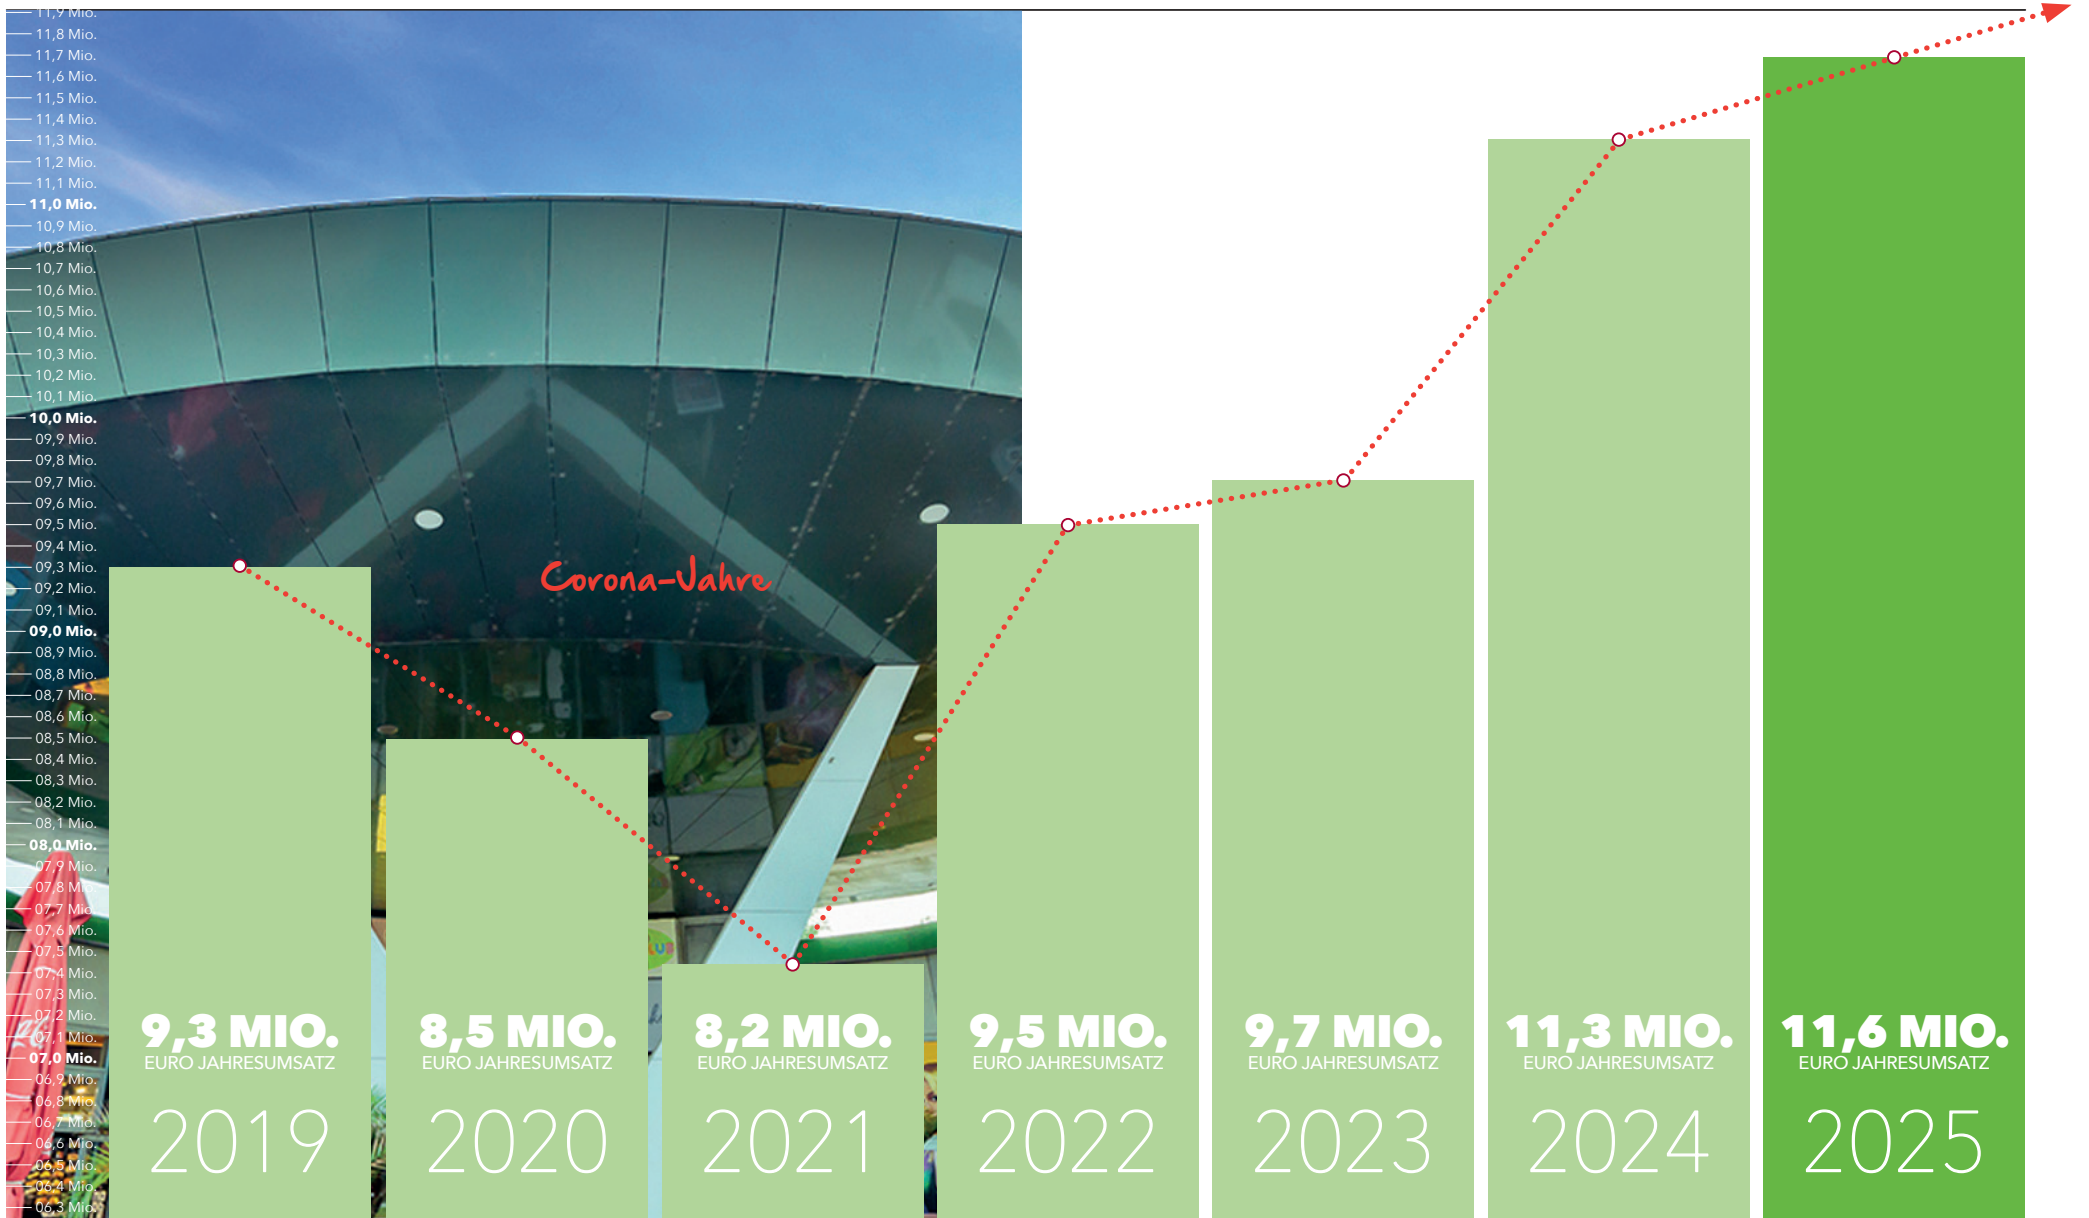 11,9 Mio.
11,8 Mio.
11,7 Mio.
11,6 Mio.
11,5 Mio.
11,4 Mio.
11,3 Mio.
11,2 Mio.
11,1 Mio.
11,0 Mio.
10,9 Mio.
10,8 Mio.
10,7 Mio.
10,6 Mio.
10,5 Mio.
10,4 Mio.
10,3 Mio.
10,2 Mio.
10,1 Mio.
10,0 Mio.
09,9 Mio.
09,8 Mio.
09,7 Mio.
09,6 Mio.
09,5 Mio.
09,4 Mio.
09,3 Mio.
09,2 Mio.
09,1 Mio.
09,0 Mio.
08,9 Mio.
08,8 Mio.
08,7 Mio.
08,6 Mio.
08,5 Mio.
08,4 Mio.
08,3 Mio.
08,2 Mio.
08,1 Mio.
08,0 Mio.
07,9 Mio.
07,8 Mio.
07,7 Mio.
07,6 Mio.
07,5 Mio.
07,4 Mio.
07,3 Mio.
07,2 Mio.
07,1 Mio.
07,0 Mio.
06,9 Mio.
06,8 Mio.
06,7 Mio.
06,6 Mio.
06,5 Mio.
06,4 Mio.
06,3 Mio.
Corona-Jahre
9,3 MIO.
EURO JAHRESUMSATZ
2019
8,5 MIO.
EURO JAHRESUMSATZ
2020
8,2 MIO.
EURO JAHRESUMSATZ
2021
9,5 MIO.
EURO JAHRESUMSATZ
2022
9,7 MIO.
EURO JAHRESUMSATZ
2023
11,3 MIO.
EURO JAHRESUMSATZ
2024
11,6 MIO.
EURO JAHRESUMSATZ
2025